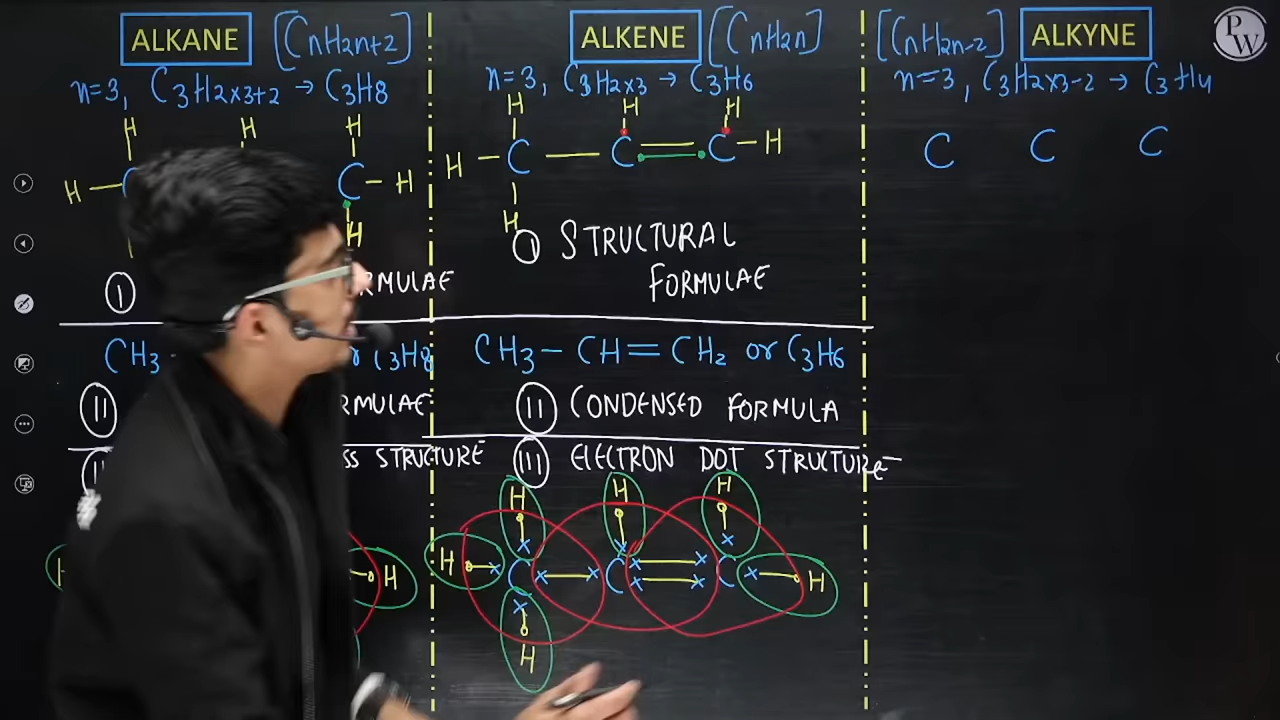 ALKANE [CnH2n+2]
n=3, C3H2x3+2 → C3H8
H H H
H — C C — H
H
I RMULAE
CH3 - or C3H8
II RMULAE
SS STRUCTURE
H H
ALKENE [CnH2n]
n=3, C3H2x3 → C3H6
H H H
H — C — C = C — H
H
I STRUCTURAL
FORMULAE
CH3 — CH = CH2 or C3H6
II CONDENSED FORMULA
III ELECTRON DOT STRUCTURE
H H H
H x C x x C x x C x H
H
[CnH2n-2] ALKYNE
n=3, C3H2x3-2 → C3H4
C C C
PW